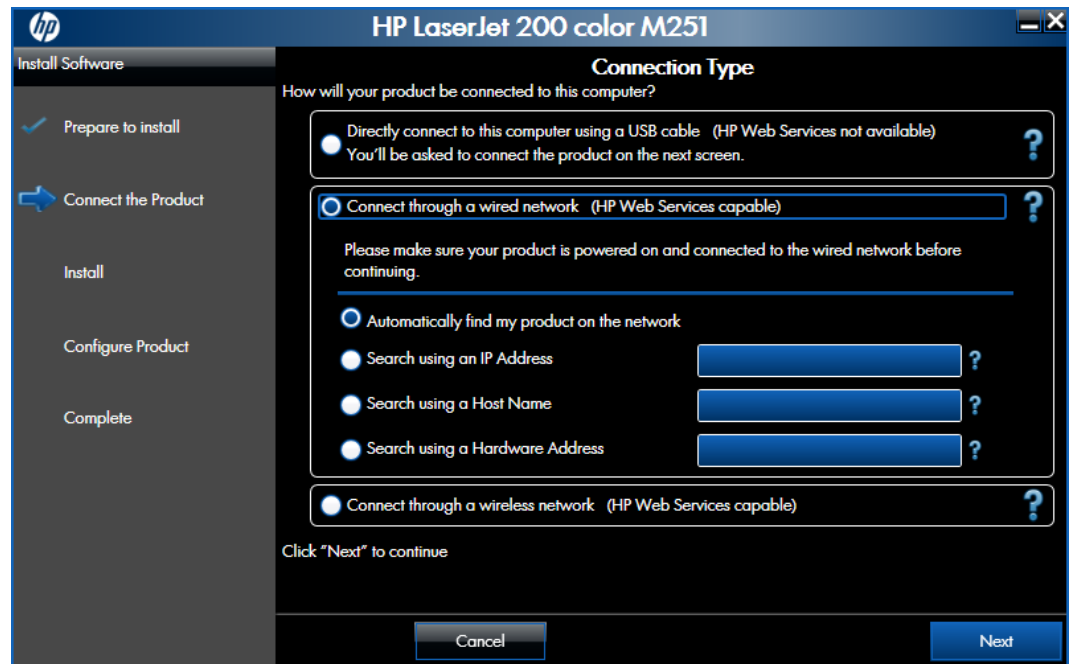 hp
HP LaserJet 200 color M251
Install Software
Prepare to install
Connect the Product
Install
Configure Product
Complete
Connection Type
How will your product be connected to this computer?
Directly connect to this computer using a USB cable (HP Web Services not available)
You'll be asked to connect the product on the next screen.
?
Connect through a wired network (HP Web Services capable)
?
Please make sure your product is powered on and connected to the wired network before
continuing.
Automatically find my product on the network
Search using an IP Address
?
Search using a Host Name
?
Search using a Hardware Address
?
Connect through a wireless network (HP Web Services capable)
?
Click "Next" to continue
Cancel
Next